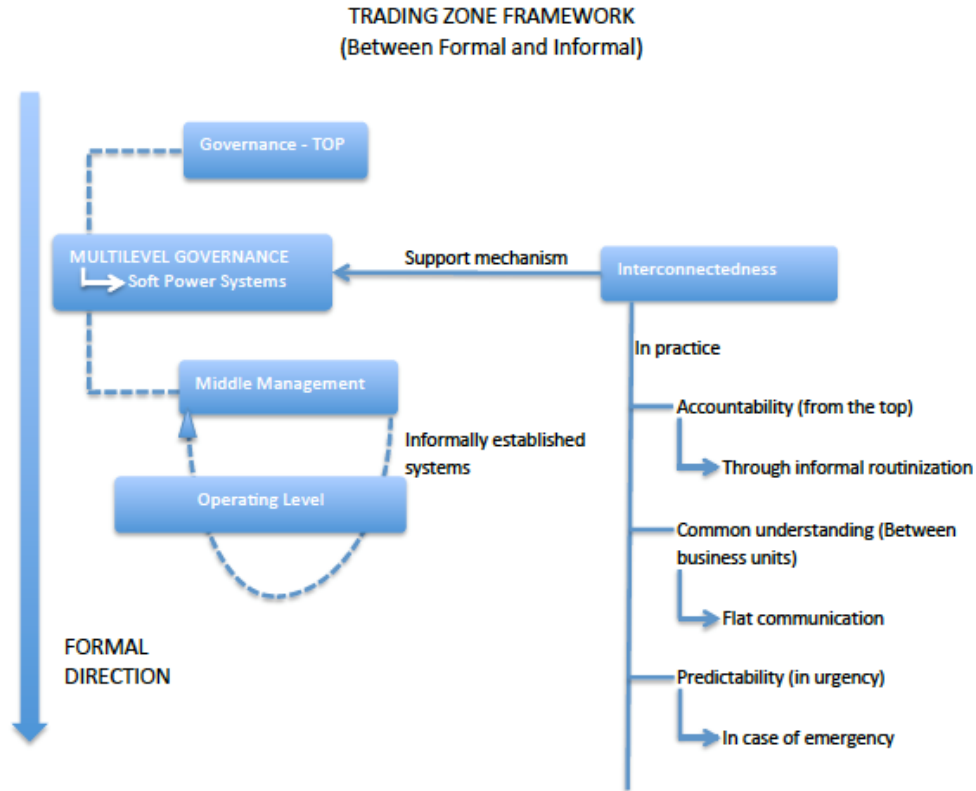 TRADING ZONE FRAMEWORK
(Between Formal and Informal)
Governance - TOP
MULTILEVEL GOVERNANCE
Soft Power Systems
Support mechanism
Interconnectedness
In practice
Middle Management
Accountability (from the top)
Informally established
systems
Through informal routinization
Operating Level
Common understanding (Between
business units)
Flat communication
FORMAL
DIRECTION
Predictability (in urgency)
In case of emergency